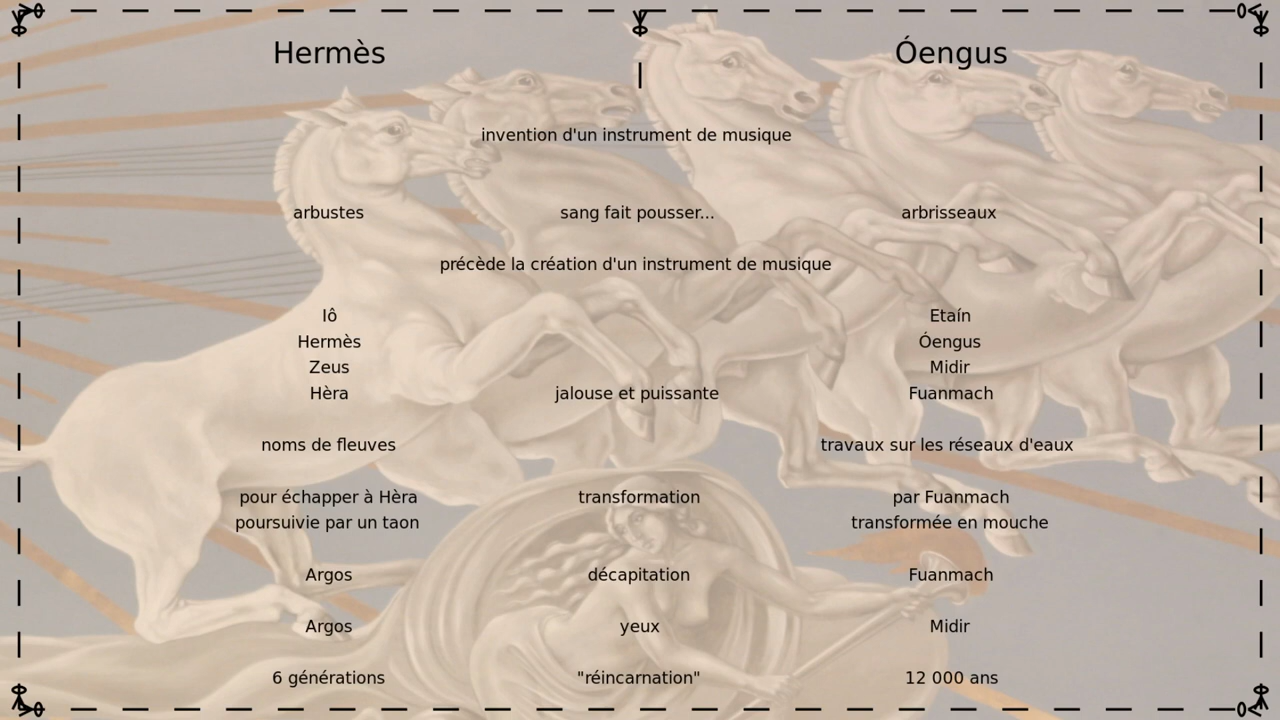 Hermès Óengus
invention d'un instrument de musique
arbustes sang fait pousser... arbrisseaux
précède la création d'un instrument de musique
Iô Etaín
Hermès Óengus
Zeus Midir
Hèra jalouse et puissante Fuanmach
noms de fleuves travaux sur les réseaux d'eaux
pour échapper à Hèra transformation par Fuanmach
poursuivie par un taon transformée en mouche
Argos décapitation Fuanmach
Argos yeux Midir
6 générations "réincarnation" 12 000 ans